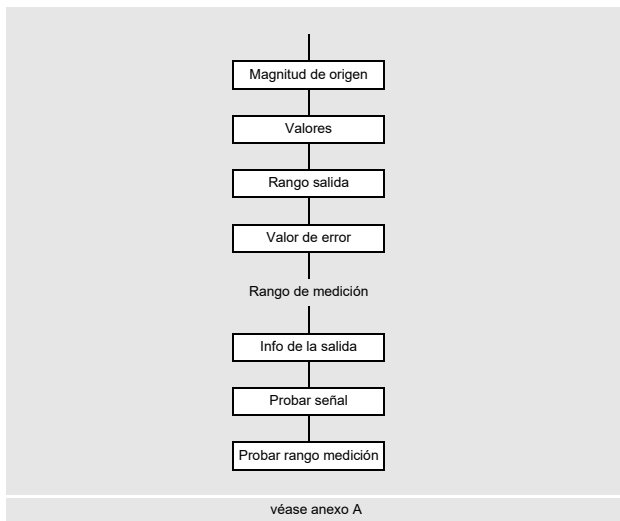 Magnitud de origen
Valores
Rango salida
Valor de error
Rango de medición
Info de la salida
Probar señal
Probar rango medición
véase anexo A